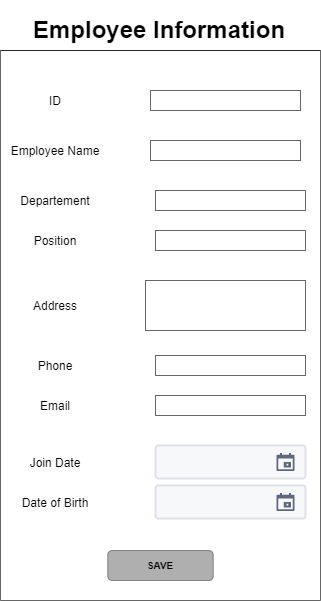 Employee Information
ID
Employee Name
Departement
Position
Address
Phone
Email
Join Date
Date of Birth
SAVE